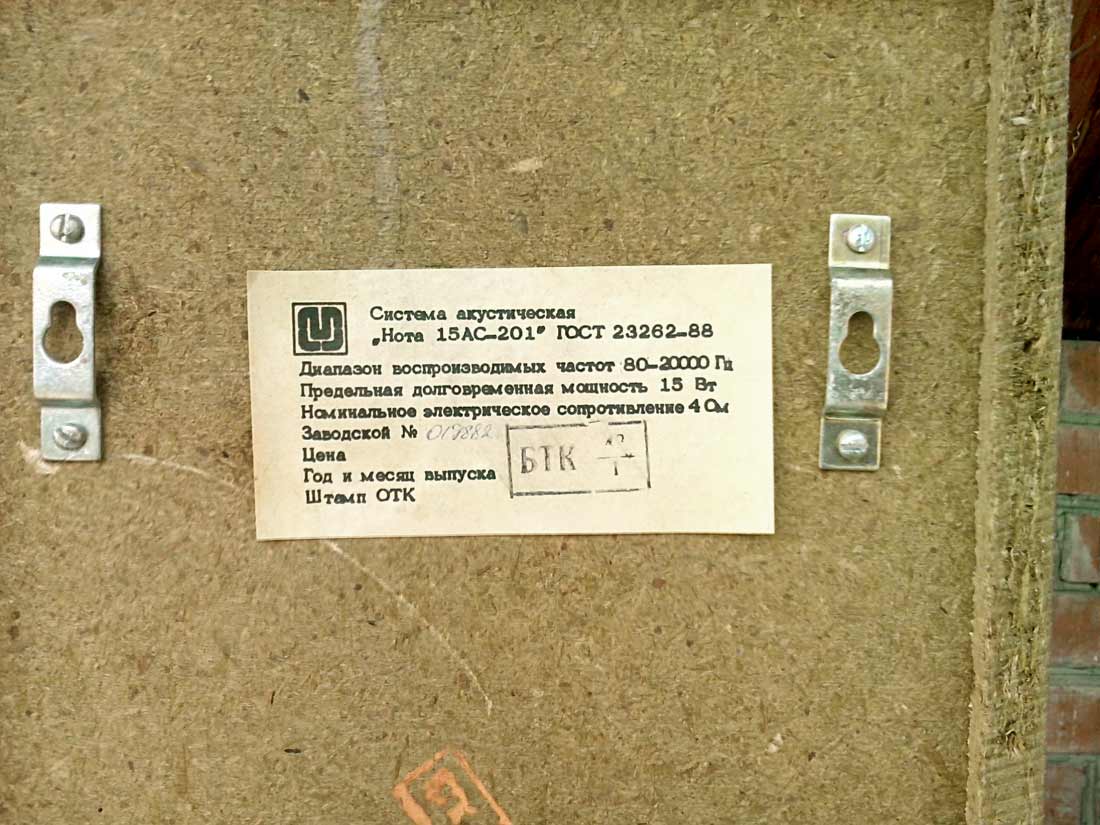 Система акустическая
„Нота 15АС-201" ГОСТ 23262-88
Диапазон воспроизводимых частот 80-20000 Гц
Предельная долговременная мощность 15 Вт
Номинальное электрическое сопротивление 4 Ом
Заводской №
Цена
Год и месяц выпуска
Штамп ОТК
БТК